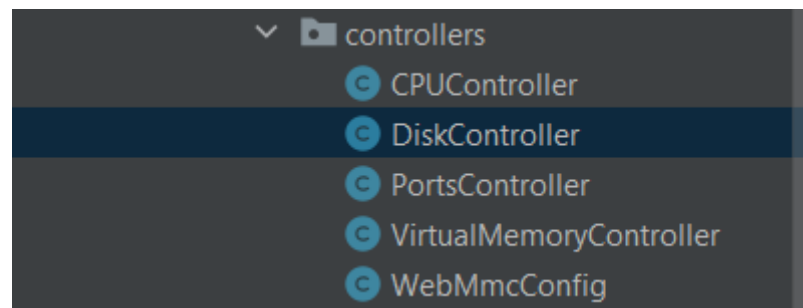 controllers
C CPUController
C DiskController
C PortsController
C VirtualMemoryController
C WebMmcConfig